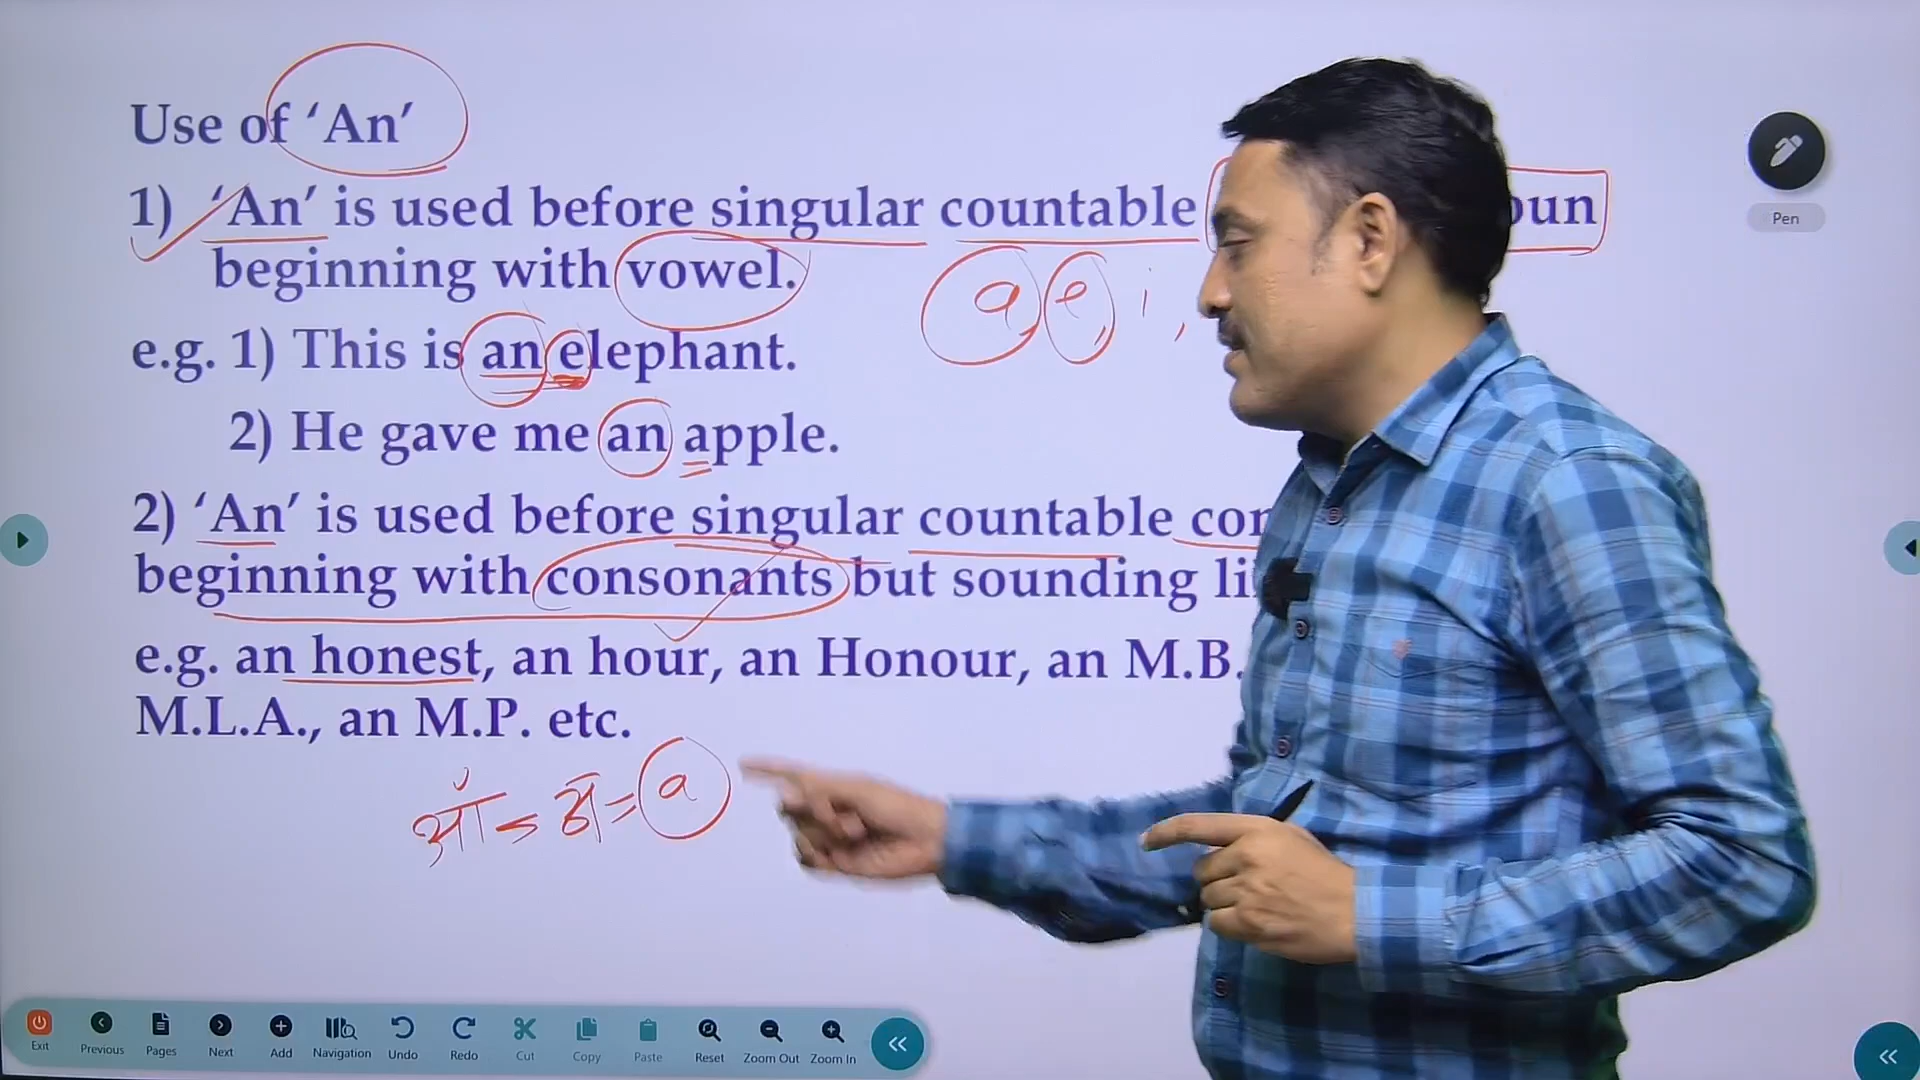 Use of ‘An’
1) ‘An’ is used before singular countable oun
beginning with vowel.
a, e, i,
e.g. 1) This is an elephant.
2) He gave me an apple.
2) ‘An’ is used before singular countable
beginning with consonants but sounding
e.g. an honest, an hour, an Honour, an M.B.
M.L.A., an M.P. etc.
= a
Pen
Exit
Previous
Pages
Next
Add
Navigation
Undo
Redo
Cut
Copy
Paste
Reset
Zoom Out
Zoom In